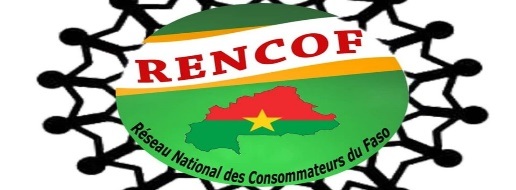 RENCOF
Réseau National des Consommateurs du Faso